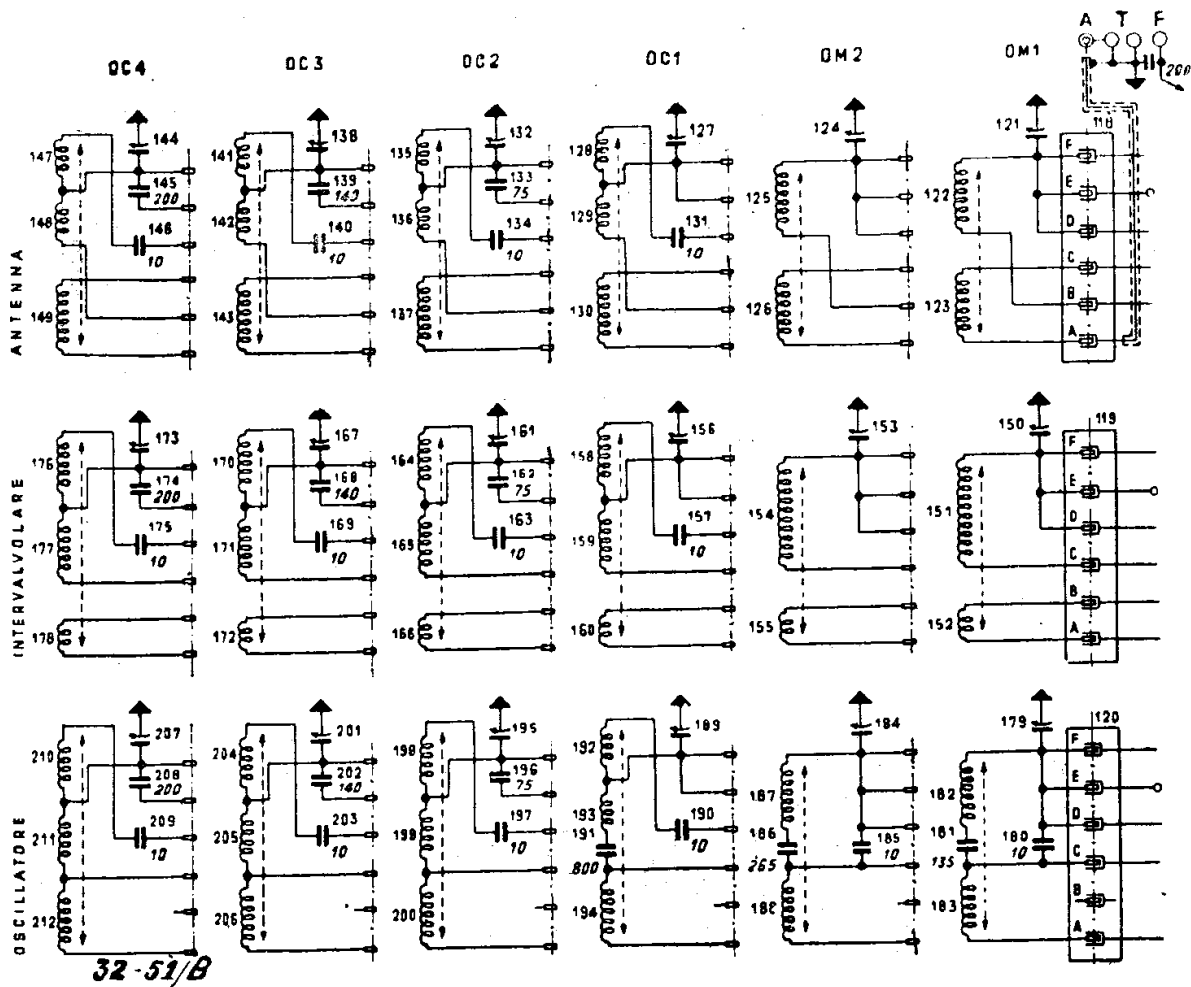 A T F
OC4 OC3 OC2 OC1 OM2 OM1
200
ANTENNA
147 144 145 200 148 146 10 149
141 138 139 140 142 140 10 143
135 132 133 75 136 134 10 137
128 127 129 131 10 130
124 125 126
121 118 122 123 F E D C B A
INTERVALVOLARE
176 173 174 200 175 10 177 178
170 167 168 140 169 10 171 172
164 161 162 75 163 10 165 166
158 156 157 10 159 160
153 154 155
150 119 151 152 F E D C B A
OSCILLATORE
210 207 208 200 209 10 211 212
204 201 202 140 203 10 205 206
198 195 196 75 197 10 199 200
192 189 193 191 190 10 800 194
184 187 186 185 10 265 188
179 120 182 181 180 10 135 183 F E D C B A
32-51/B